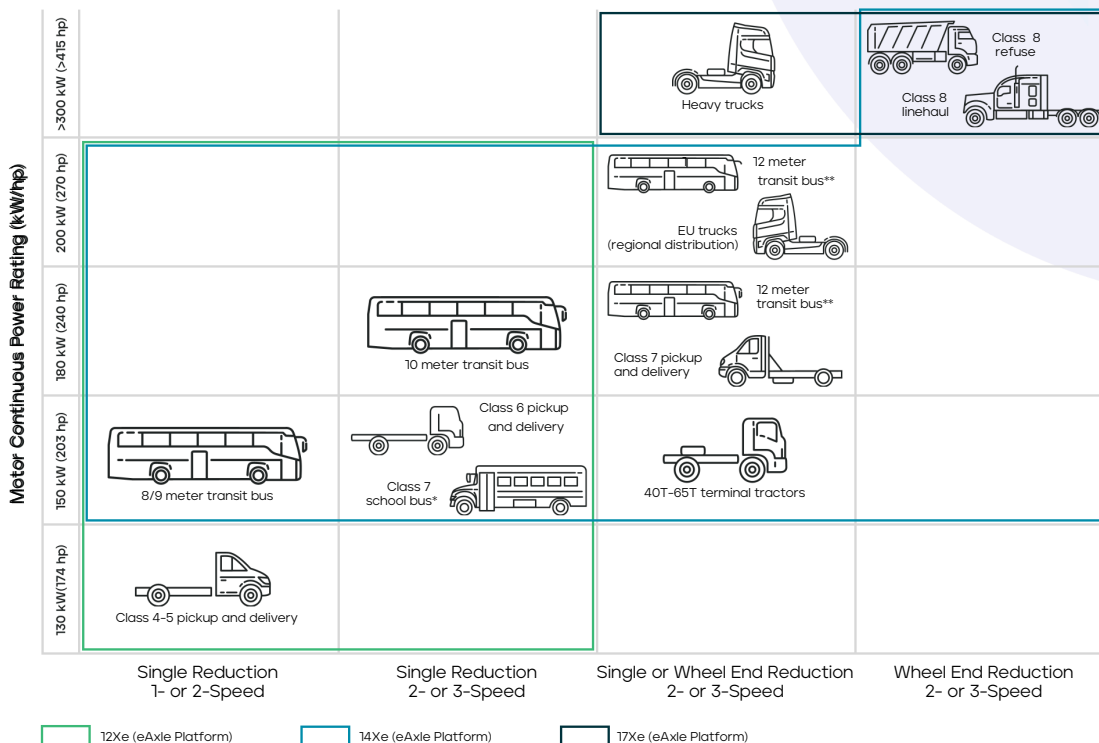 Motor Continuous Power Rating (kW/hp)
>300 kW (>415 hp)
Heavy trucks
Class 8
refuse
Class 8
linehaul
200 kW (270 hp)
12 meter
transit bus**
EU trucks
(regional distribution)
180 kW (240 hp)
10 meter transit bus
12 meter
transit bus**
Class 7 pickup
and delivery
150 kW (203 hp)
8/9 meter transit bus
Class 6 pickup
and delivery
Class 7
school bus*
40T-65T terminal tractors
130 kW(174 hp)
Class 4-5 pickup and delivery
Single Reduction
1- or 2-Speed
Single Reduction
2- or 3-Speed
Single or Wheel End Reduction
2- or 3-Speed
Wheel End Reduction
2- or 3-Speed
12Xe (eAxle Platform)
14Xe (eAxle Platform)
17Xe (eAxle Platform)